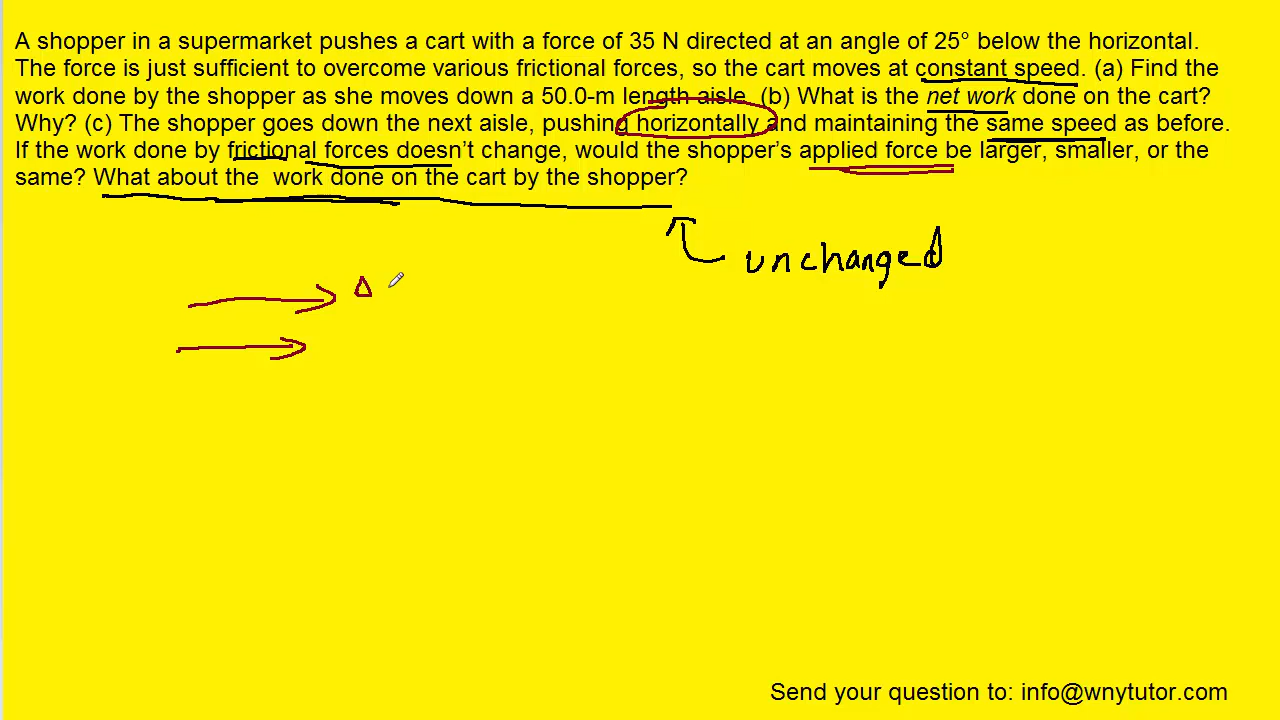 A shopper in a supermarket pushes a cart with a force of 35 N directed at an angle of 25° below the horizontal.
The force is just sufficient to overcome various frictional forces, so the cart moves at constant speed. (a) Find the
work done by the shopper as she moves down a 50.0-m length aisle. (b) What is the net work done on the cart?
Why? (c) The shopper goes down the next aisle, pushing horizontally and maintaining the same speed as before.
If the work done by frictional forces doesn't change, would the shopper's applied force be larger, smaller, or the
same? What about the  work done on the cart by the shopper?
unchanged
Δ
Send your question to: info@wnytutor.com